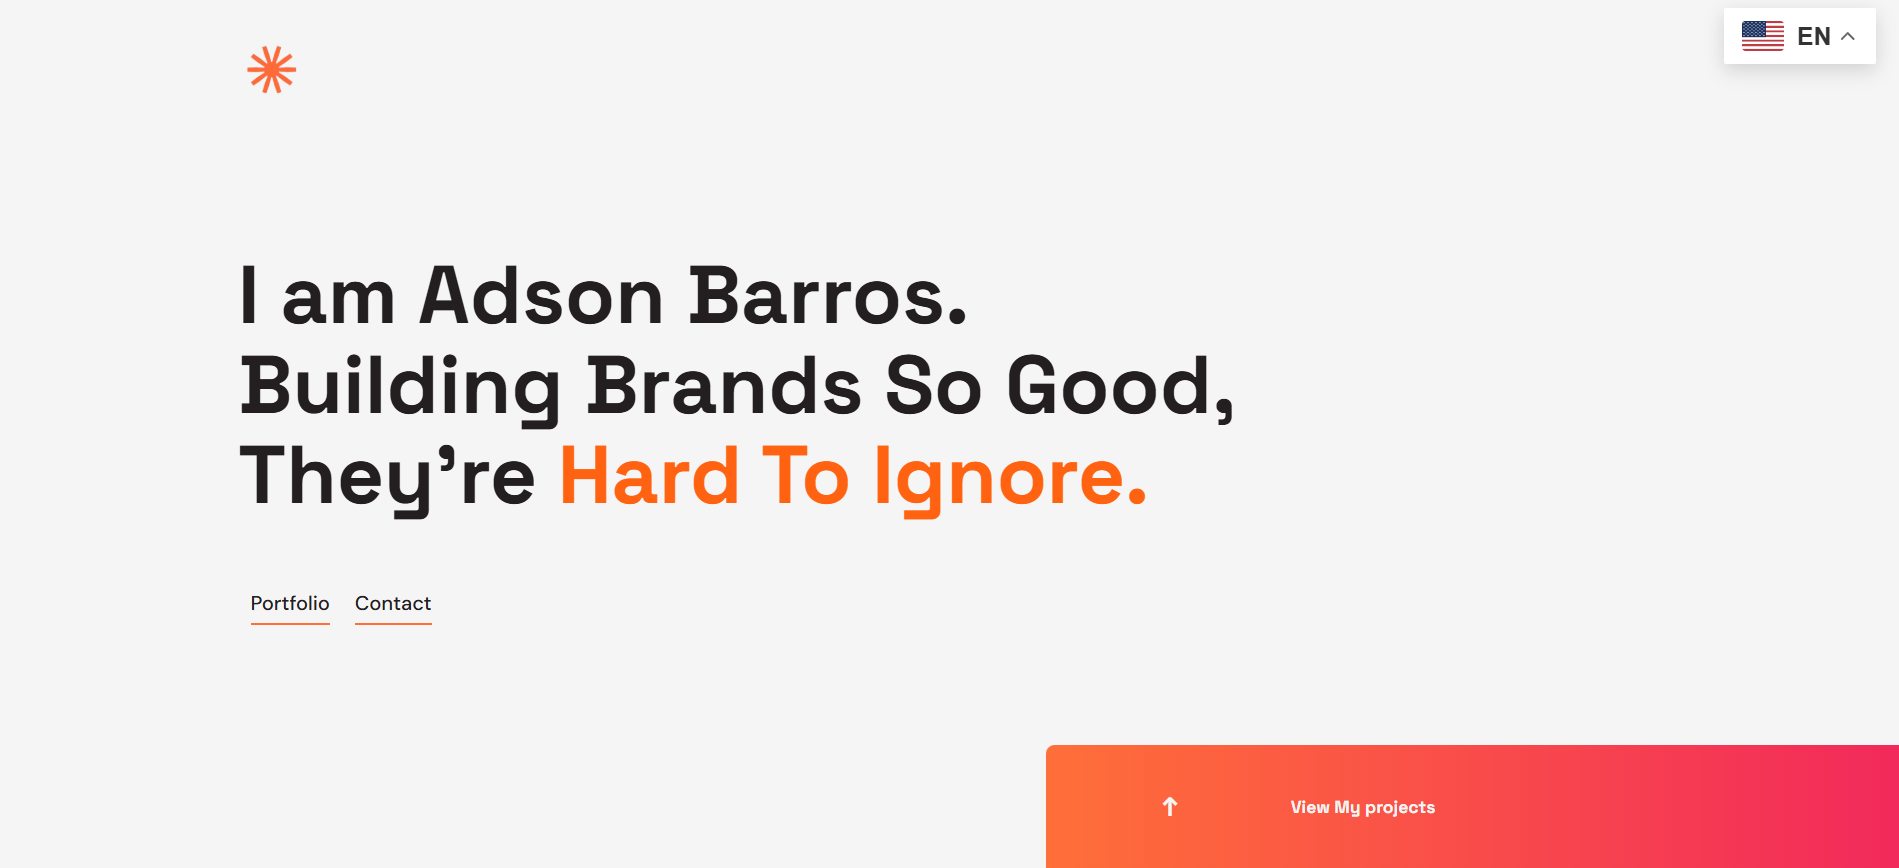 EN
I am Adson Barros.
Building Brands So Good,
They’re Hard To Ignore.
Portfolio Contact
View My projects